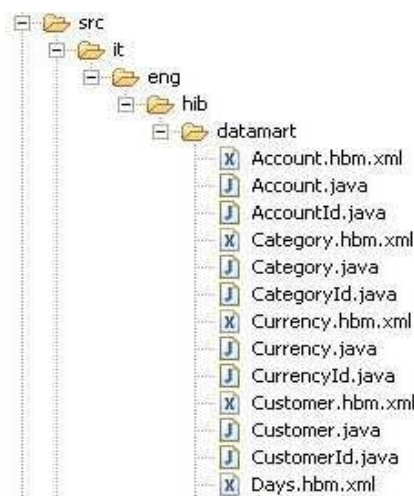 src
it
eng
hib
datamart
Account.hbm.xml
Account.java
AccountId.java
Category.hbm.xml
Category.java
CategoryId.java
Currency.hbm.xml
Currency.java
CurrencyId.java
Customer.hbm.xml
Customer.java
CustomerId.java
Days.hbm.xml